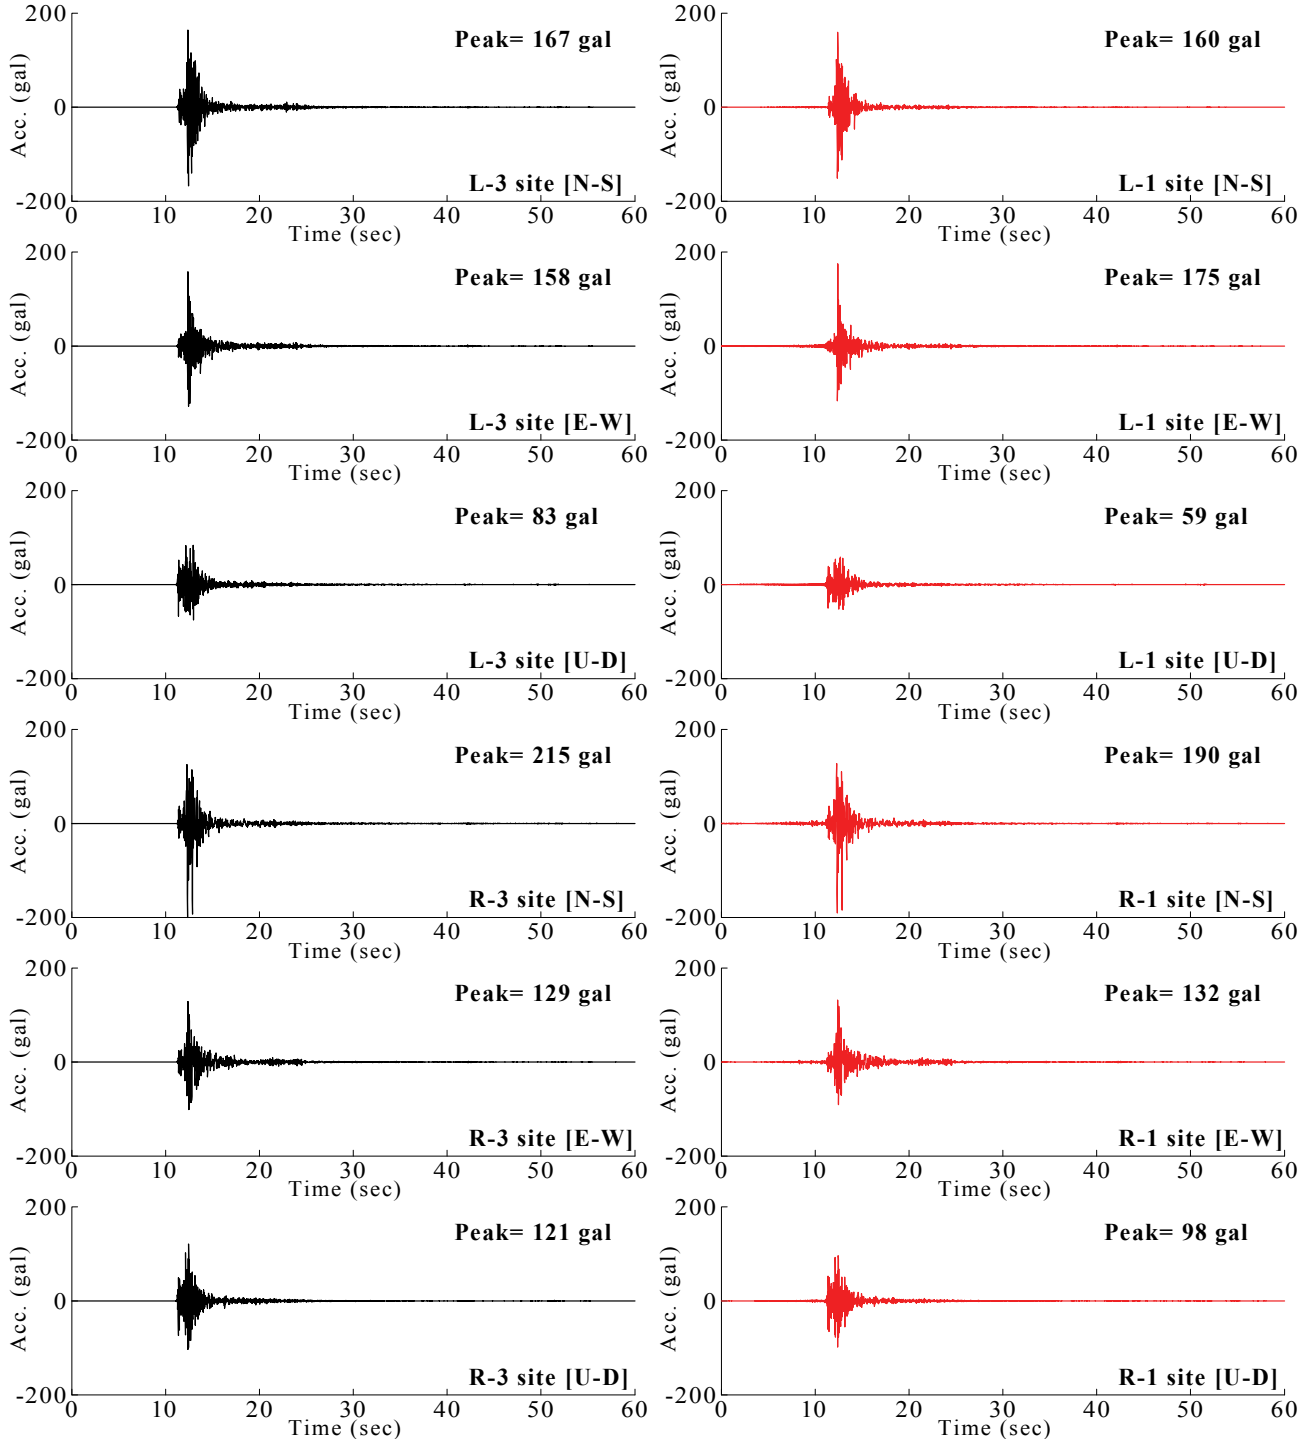 200
Peak= 167 gal
Acc. (gal)
0
L-3 site [N-S]
-200
0 10 20 30 40 50 60
Time (sec)
200
Peak= 160 gal
Acc. (gal)
0
L-1 site [N-S]
-200
0 10 20 30 40 50 60
Time (sec)
200
Peak= 158 gal
Acc. (gal)
0
L-3 site [E-W]
-200
0 10 20 30 40 50 60
Time (sec)
200
Peak= 175 gal
Acc. (gal)
0
L-1 site [E-W]
-200
0 10 20 30 40 50 60
Time (sec)
200
Peak= 83 gal
Acc. (gal)
0
L-3 site [U-D]
-200
0 10 20 30 40 50 60
Time (sec)
200
Peak= 59 gal
Acc. (gal)
0
L-1 site [U-D]
-200
0 10 20 30 40 50 60
Time (sec)
200
Peak= 215 gal
Acc. (gal)
0
R-3 site [N-S]
-200
0 10 20 30 40 50 60
Time (sec)
200
Peak= 190 gal
Acc. (gal)
0
R-1 site [N-S]
-200
0 10 20 30 40 50 60
Time (sec)
200
Peak= 129 gal
Acc. (gal)
0
R-3 site [E-W]
-200
0 10 20 30 40 50 60
Time (sec)
200
Peak= 132 gal
Acc. (gal)
0
R-1 site [E-W]
-200
0 10 20 30 40 50 60
Time (sec)
200
Peak= 121 gal
Acc. (gal)
0
R-3 site [U-D]
-200
0 10 20 30 40 50 60
Time (sec)
200
Peak= 98 gal
Acc. (gal)
0
R-1 site [U-D]
-200
0 10 20 30 40 50 60
Time (sec)